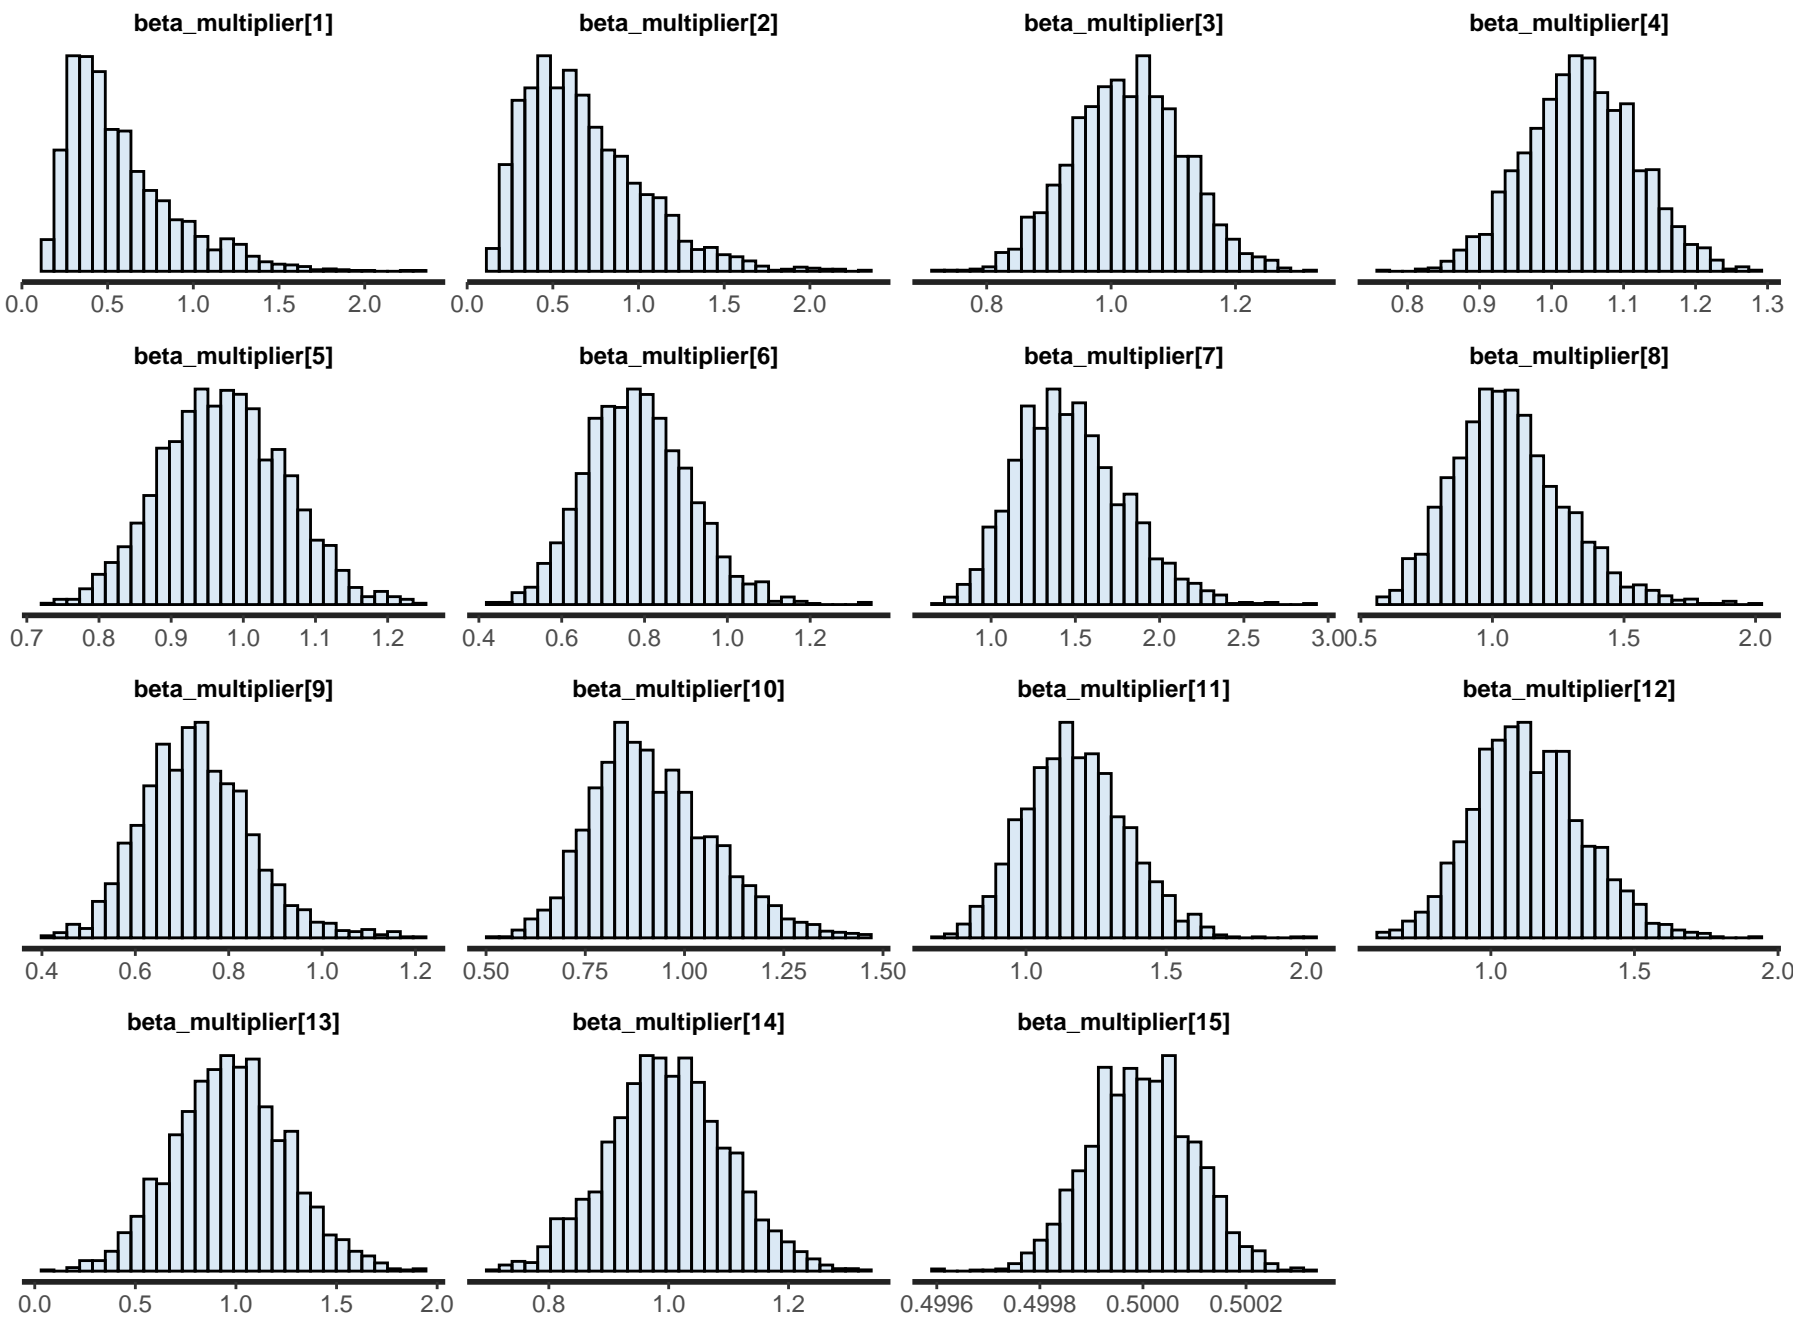 beta_multiplier[1] beta_multiplier[2] beta_multiplier[3] beta_multiplier[4]
0.0 0.5 1.0 1.5 2.0 0.0 0.5 1.0 1.5 2.0 0.8 1.0 1.2 0.8 0.9 1.0 1.1 1.2 1.3
beta_multiplier[5] beta_multiplier[6] beta_multiplier[7] beta_multiplier[8]
0.7 0.8 0.9 1.0 1.1 1.2 0.4 0.6 0.8 1.0 1.2 1.0 1.5 2.0 2.5 3.0 0.5 1.0 1.5 2.0
beta_multiplier[9] beta_multiplier[10] beta_multiplier[11] beta_multiplier[12]
0.4 0.6 0.8 1.0 1.2 0.50 0.75 1.00 1.25 1.50 1.0 1.5 2.0 1.0 1.5 2.0
beta_multiplier[13] beta_multiplier[14] beta_multiplier[15]
0.0 0.5 1.0 1.5 2.0 0.8 1.0 1.2 0.4996 0.4998 0.5000 0.5002